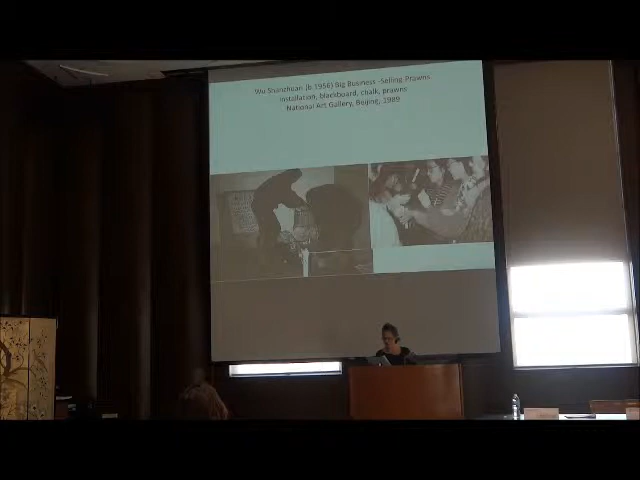 Wu Shanzhuan (b.1956) Big Business -Selling Prawns
Installation, blackboard, chalk, prawns
National Art Gallery, Beijing, 1989